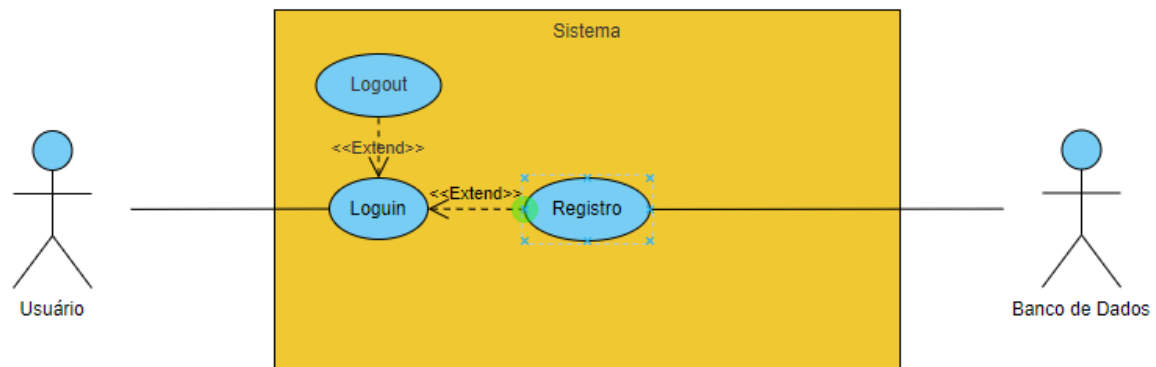 Sistema
Logout
<<Extend>>
<<Extend>>
Loguin
Registro
Usuário
Banco de Dados